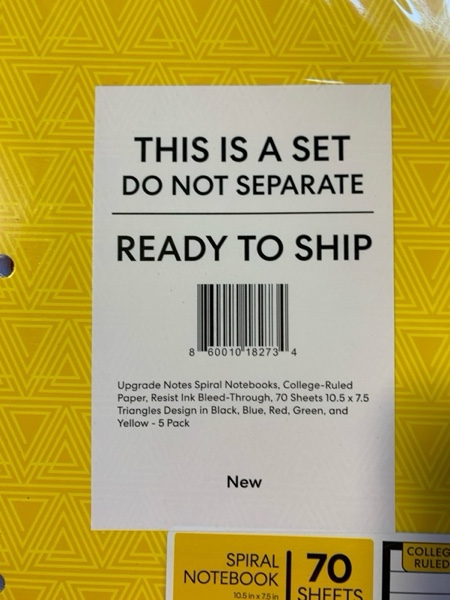 THIS IS A SET
DO NOT SEPARATE
READY TO SHIP
8 60010 18273 4
Upgrade Notes Spiral Notebooks, College-Ruled
Paper, Resist Ink Bleed-Through, 70 Sheets 10.5 x 7.5
Triangles Design in Black, Blue, Red, Green, and
Yellow - 5 Pack
New
SPIRAL
NOTEBOOK
10.5 in x 7.5 in
70
SHEETS
COLLEG
RULED